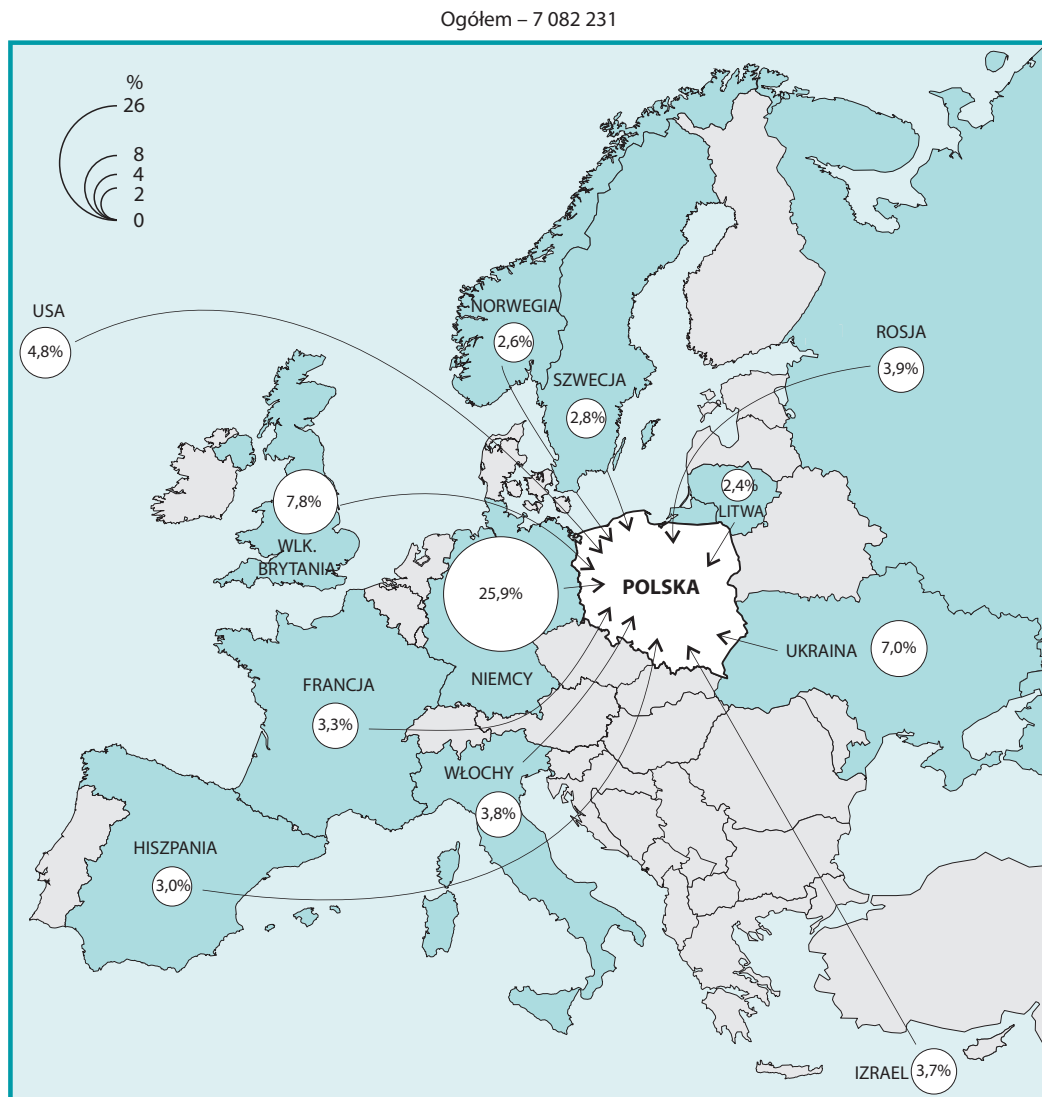 Ogółem – 7 082 231
%
26
8
4
2
0
USA
4,8%
NORWEGIA
2,6%
SZWECJA
2,8%
ROSJA
3,9%
7,8%
WLK.
BRYTANIA
2,4%
LITWA
25,9%
NIEMCY
POLSKA
UKRAINA
7,0%
FRANCJA
3,3%
WŁOCHY
3,8%
HISZPANIA
3,0%
IZRAEL
3,7%